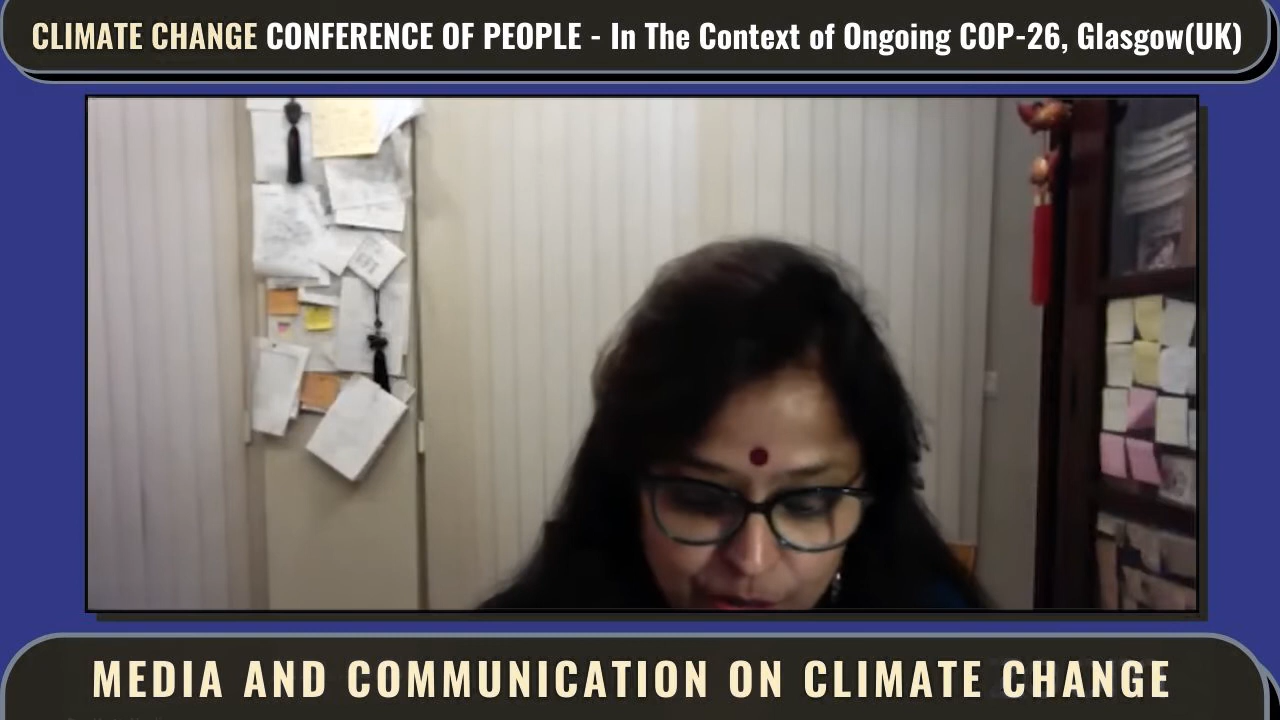 CLIMATE CHANGE CONFERENCE OF PEOPLE - In The Context of Ongoing COP-26, Glasgow(UK)
MEDIA AND COMMUNICATION ON CLIMATE CHANGE